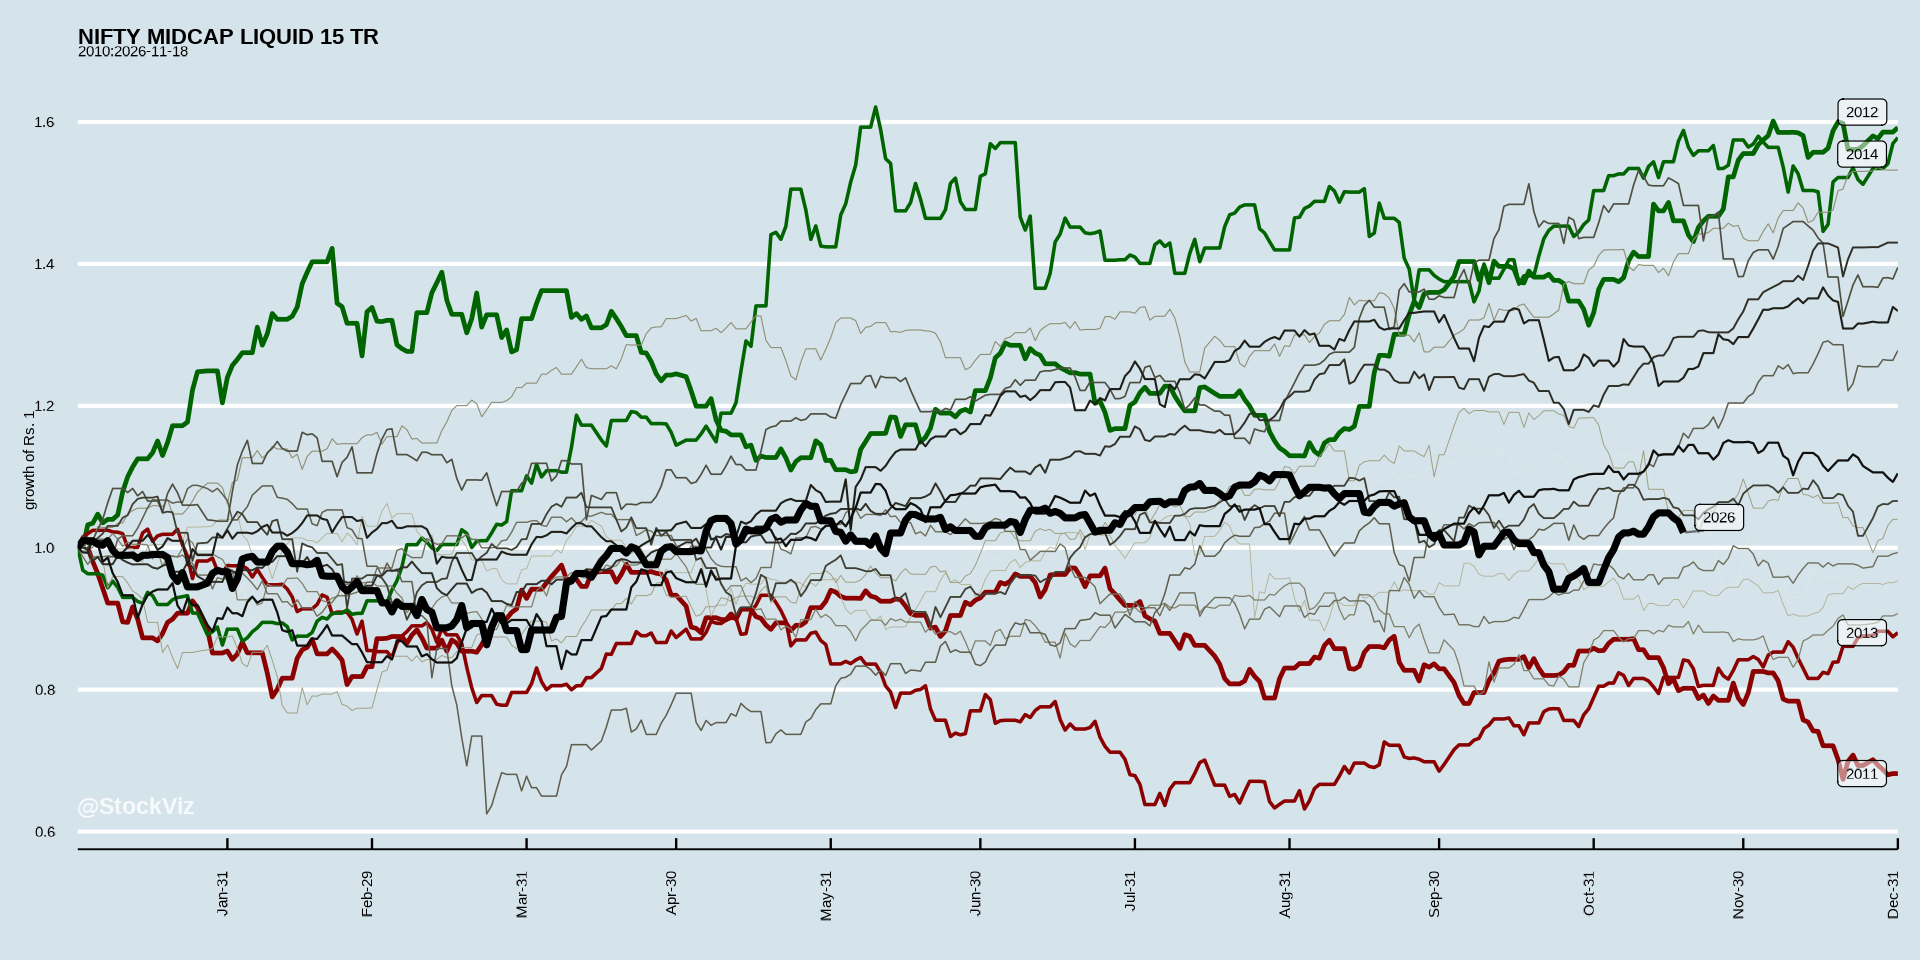 NIFTY MIDCAP LIQUID 15 TR
2010:2026-11-18
growth of Rs. 1
1.6
1.4
1.2
1.0
0.8
0.6
2012
2014
2026
2013
2011
@StockViz
Jan-31
Feb-29
Mar-31
Apr-30
May-31
Jun-30
Jul-31
Aug-31
Sep-30
Oct-31
Nov-30
Dec-31